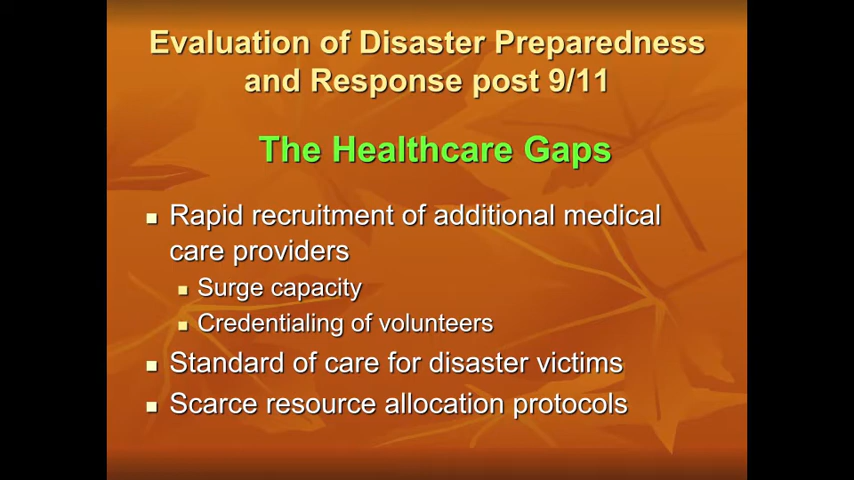 Evaluation of Disaster Preparedness
and Response post 9/11
The Healthcare Gaps
Rapid recruitment of additional medical
care providers
Surge capacity
Credentialing of volunteers
Standard of care for disaster victims
Scarce resource allocation protocols